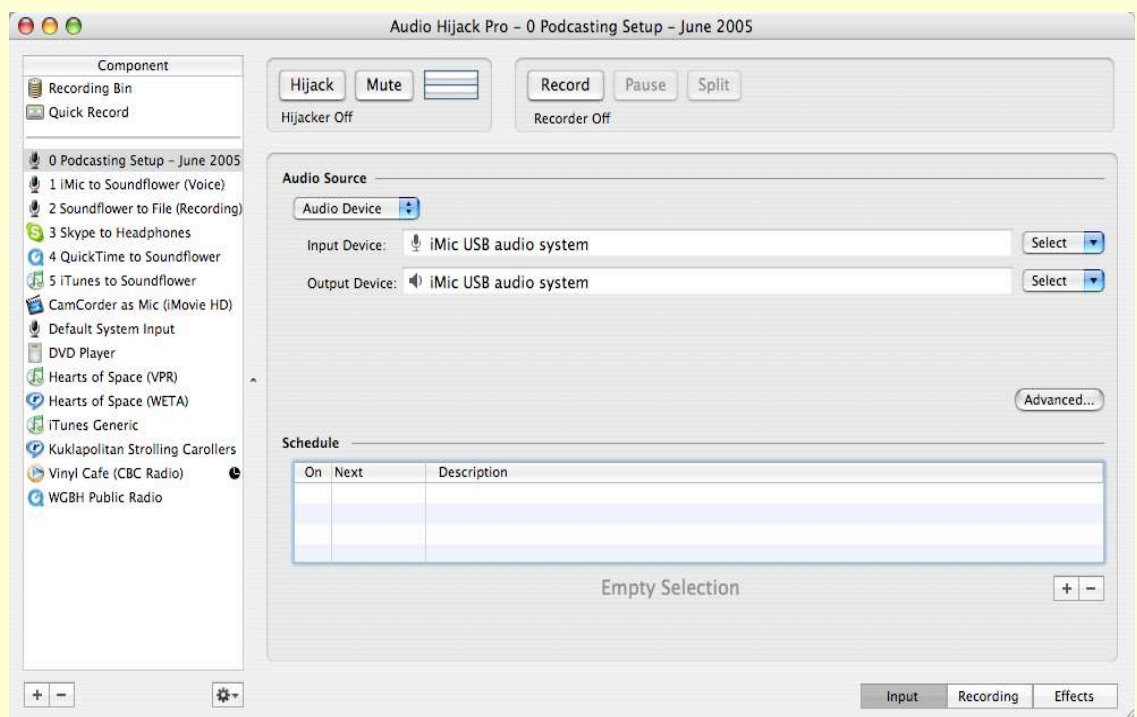 Audio Hijack Pro – 0 Podcasting Setup – June 2005
Component
Recording Bin
Quick Record
0 Podcasting Setup – June 2005
1 iMic to Soundflower (Voice)
2 Soundflower to File (Recording)
3 Skype to Headphones
4 QuickTime to Soundflower
5 iTunes to Soundflower
CamCorder as Mic (iMovie HD)
Default System Input
DVD Player
Hearts of Space (VPR)
Hearts of Space (WETA)
iTunes Generic
Kuklapolitan Strolling Carollers
Vinyl Cafe (CBC Radio)
WGBH Public Radio
Hijack Mute
Hijacker Off
Record Pause Split
Recorder Off
Audio Source
Audio Device
Input Device: iMic USB audio system Select
Output Device: iMic USB audio system Select
Advanced...
Schedule
On Next Description
Empty Selection
+ −
+ −
Input Recording Effects